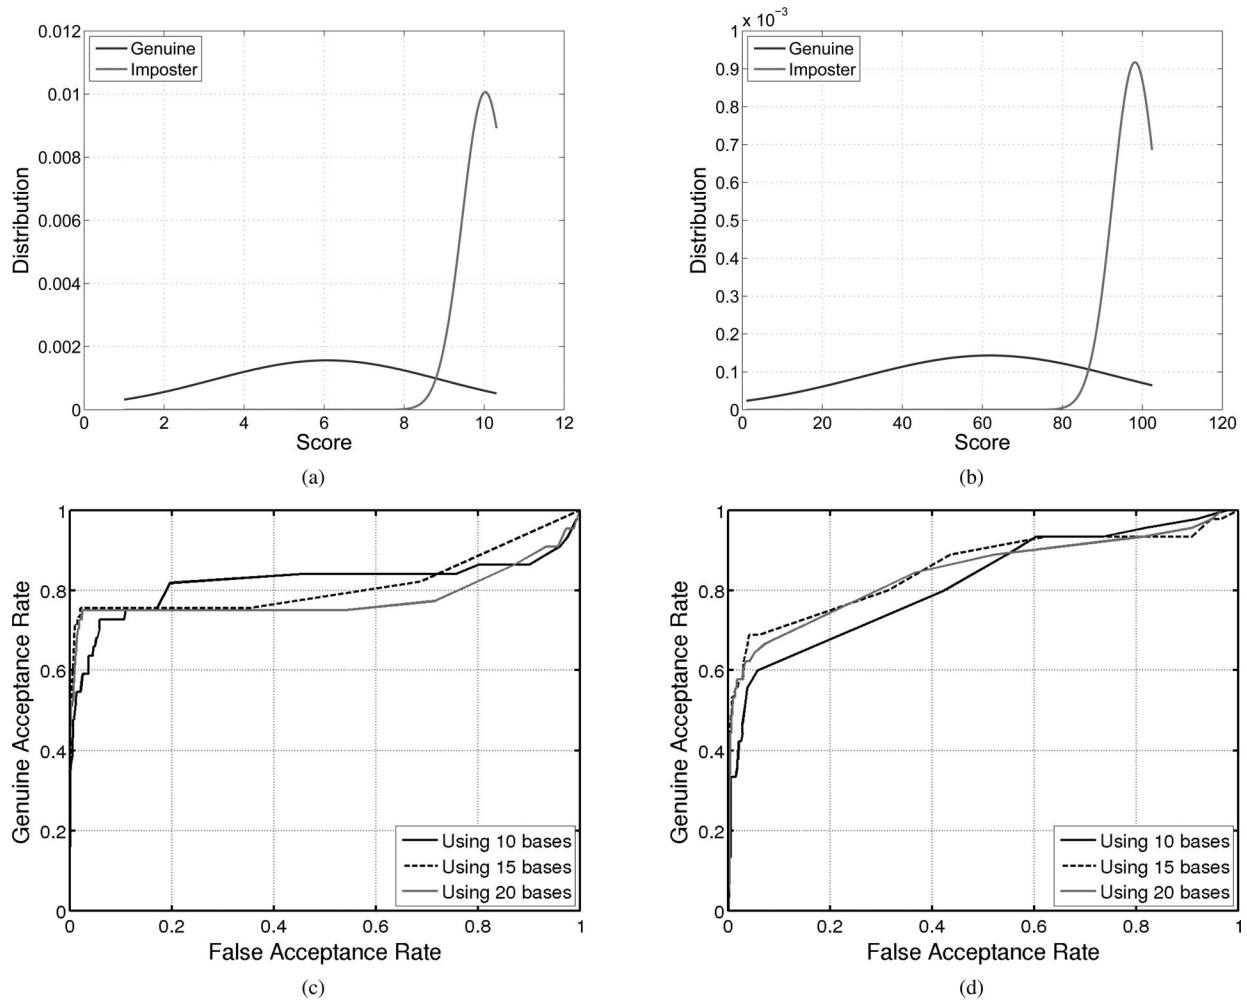 0.012
Genuine
Imposter
0.01
0.008
0.006
0.004
0.002
0
Distribution
0 2 4 6 8 10 12
Score
(a)
1 x 10⁻³
Genuine
Imposter
0.9
0.8
0.7
0.6
0.5
0.4
0.3
0.2
0.1
0
Distribution
20 40 60 80 100 120
Score
(b)
1
0.8
0.6
0.4
0.2
0
Genuine Acceptance Rate
Using 10 bases
Using 15 bases
Using 20 bases
0 0.2 0.4 0.6 0.8 1
False Acceptance Rate
(c)
1
0.8
0.6
0.4
0.2
0
Genuine Acceptance Rate
Using 10 bases
Using 15 bases
Using 20 bases
0 0.2 0.4 0.6 0.8 1
False Acceptance Rate
(d)